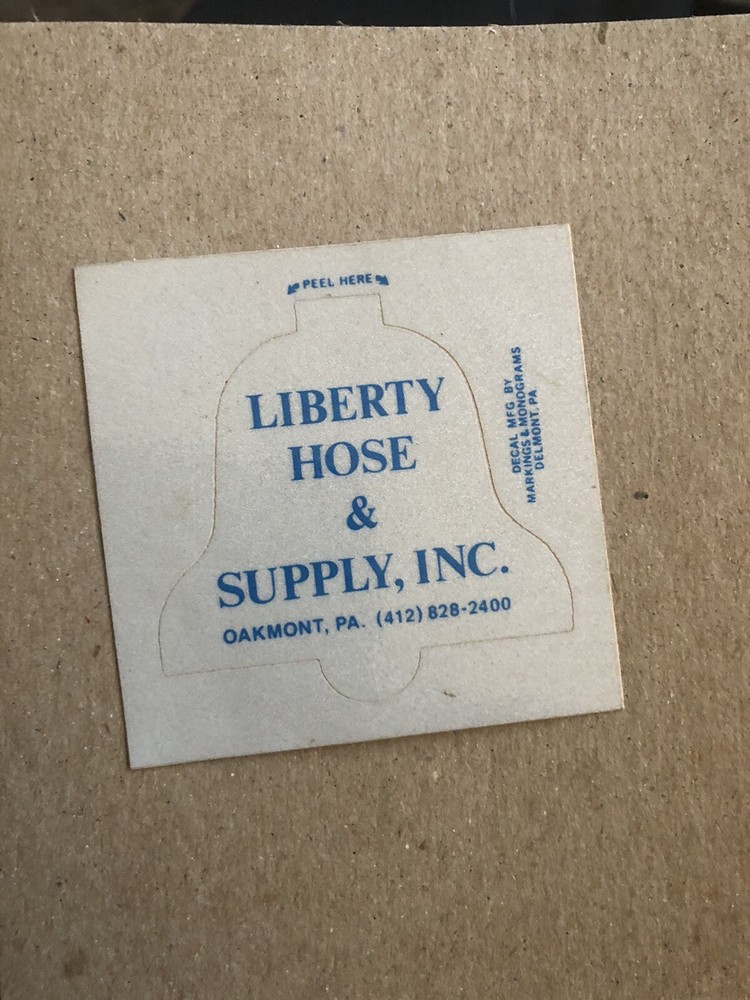 PEEL HERE
LIBERTY
HOSE
&
SUPPLY, INC.
OAKMONT, PA. (412) 828-2400
DECAL MFG BY
MARKINGS & MONOGRAMS
DELMONT, PA